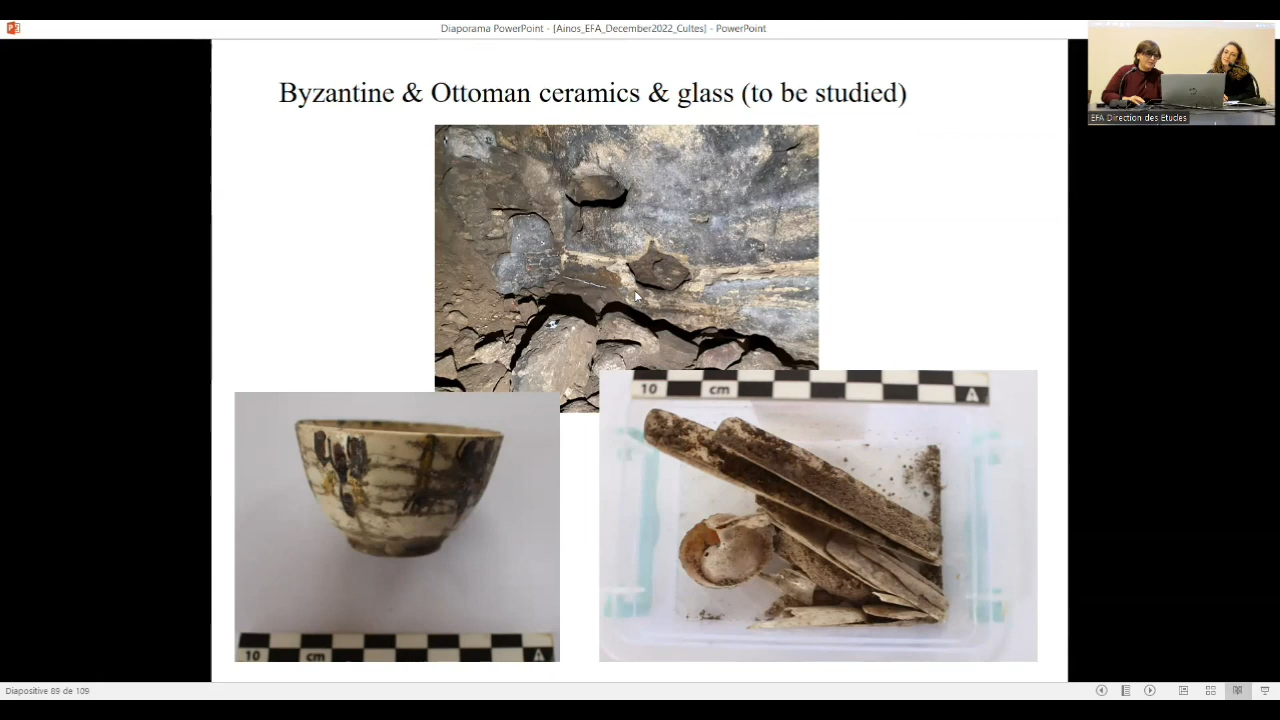 Diaporama PowerPoint - [Ainos_EFA_December2022_Cultes] - PowerPoint
EFA Direction des Etudes
Byzantine & Ottoman ceramics & glass (to be studied)
10 cm A
10 cm A
Diapositive 89 de 109